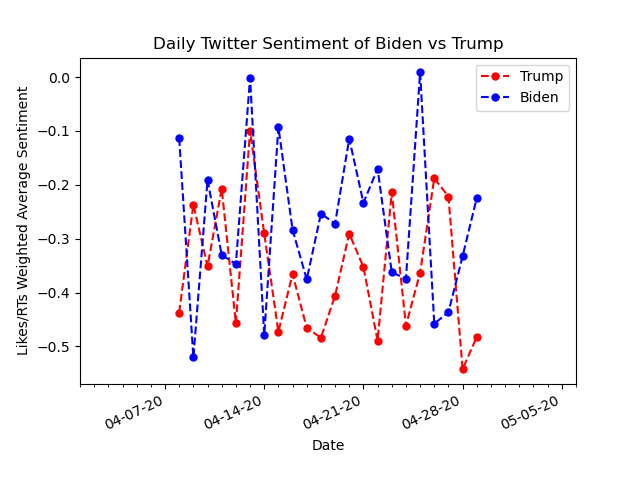 Daily Twitter Sentiment of Biden vs Trump
Trump
Biden
0.0
−0.1
−0.2
−0.3
−0.4
−0.5
Likes/RTs Weighted Average Sentiment
04-07-20
04-14-20
04-21-20
04-28-20
05-05-20
Date